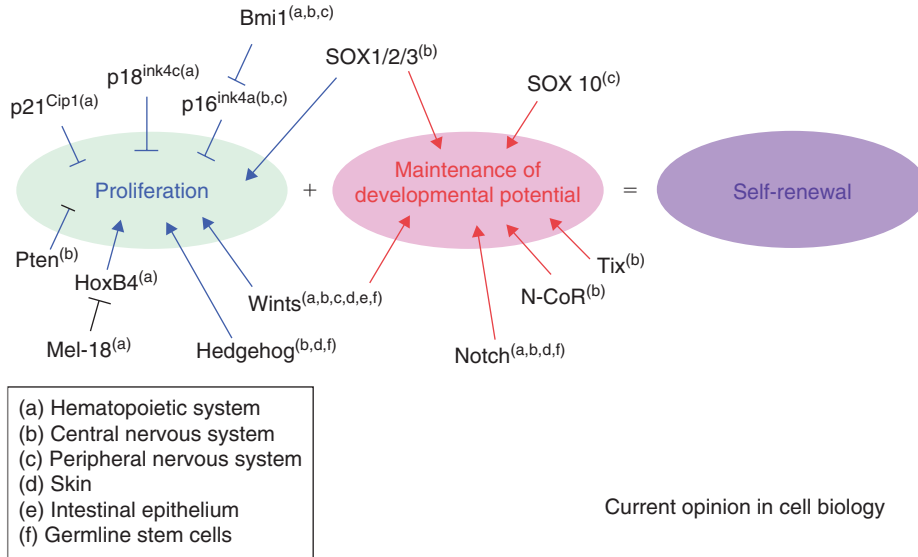 Bmi1(a,b,c)
SOX1/2/3(b)
p18ink4c(a)
SOX 10(c)
p21Cip1(a)
p16ink4a(b,c)
Proliferation
+
Maintenance of
developmental potential
=
Self-renewal
Pten(b)
HoxB4(a)
Tix(b)
Wints(a,b,c,d,e,f)
N-CoR(b)
Mel-18(a)
Hedgehog(b,d,f)
Notch(a,b,d,f)
(a) Hematopoietic system
(b) Central nervous system
(c) Peripheral nervous system
(d) Skin
(e) Intestinal epithelium
(f) Germline stem cells
Current opinion in cell biology